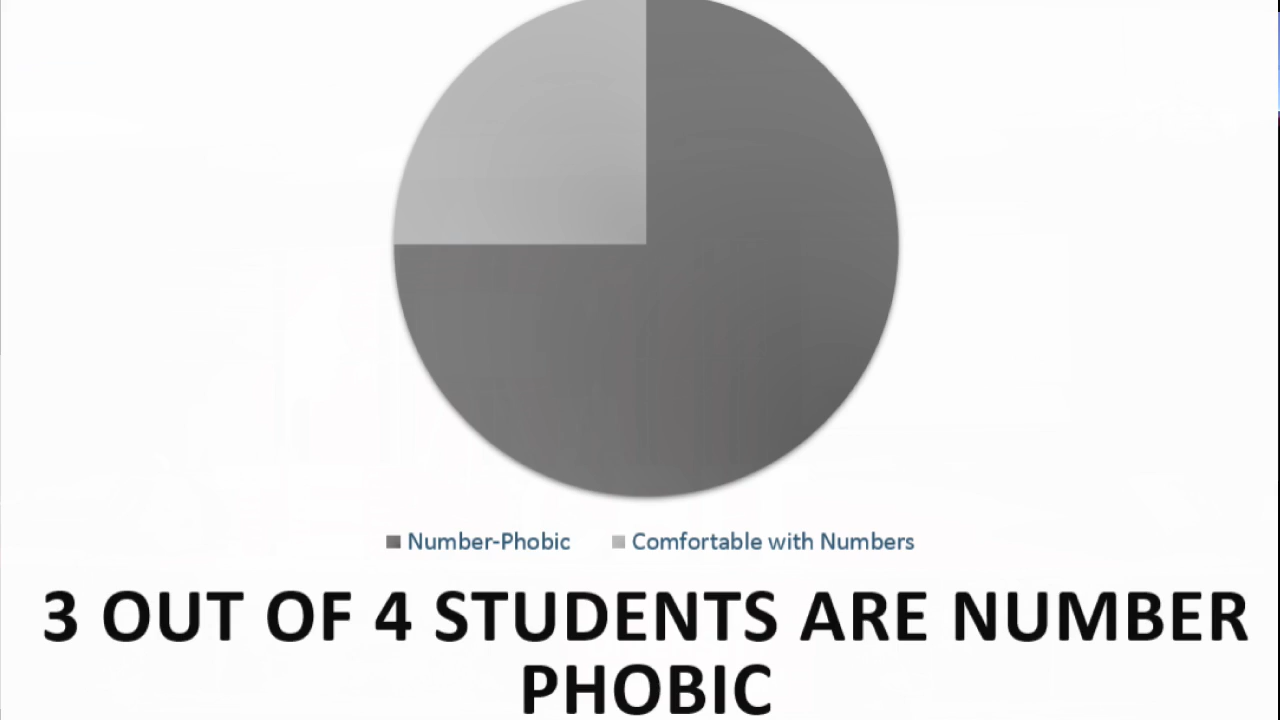 Number-Phobic Comfortable with Numbers
3 OUT OF 4 STUDENTS ARE NUMBER
PHOBIC